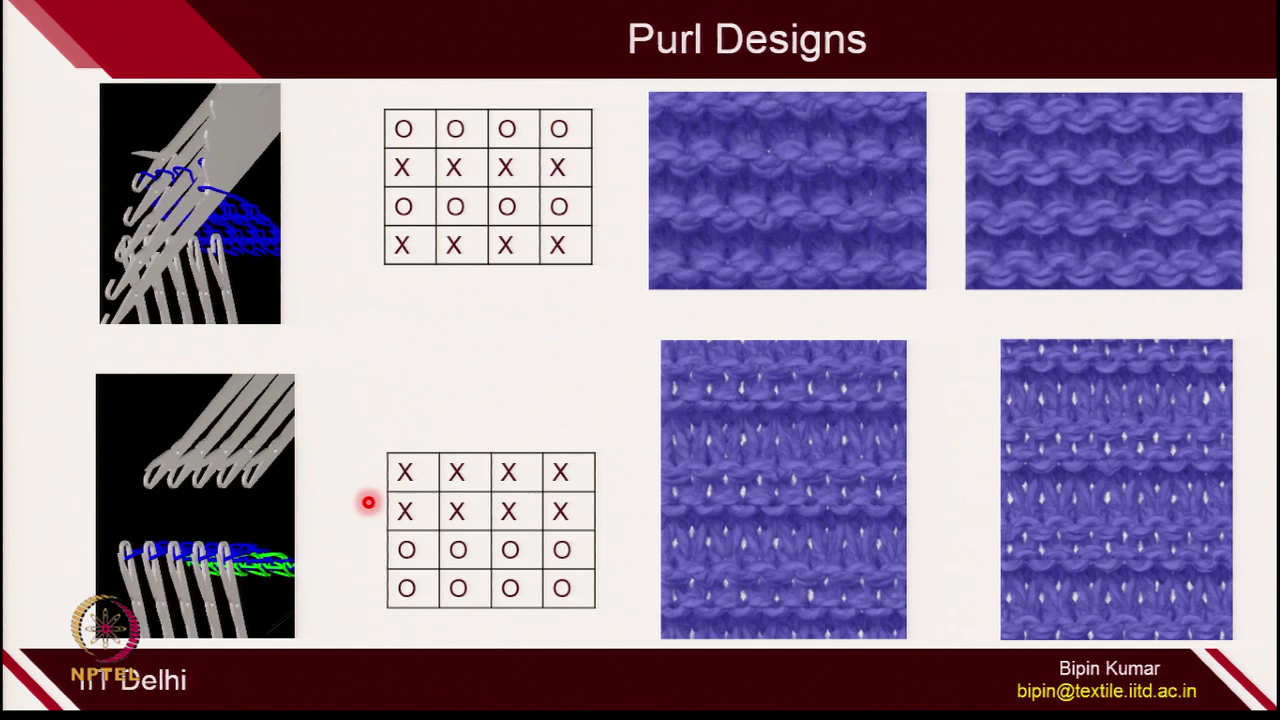 Purl Designs
O O O O
X X X X
O O O O
X X X X
X X X X
X X X X
O O O O
O O O O
NPTEL
IIT Delhi
Bipin Kumar
bipin@textile.iitd.ac.in